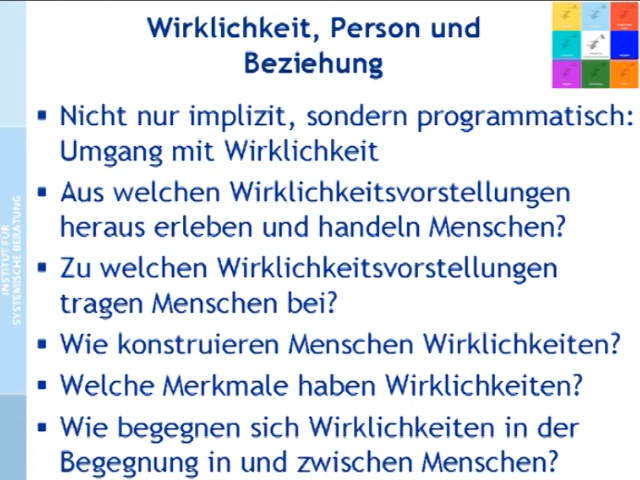 Wirklichkeit, Person und
Beziehung
▪ Nicht nur implizit, sondern programmatisch:
Umgang mit Wirklichkeit
▪ Aus welchen Wirklichkeitsvorstellungen
heraus erleben und handeln Menschen?
▪ Zu welchen Wirklichkeitsvorstellungen
tragen Menschen bei?
▪ Wie konstruieren Menschen Wirklichkeiten?
▪ Welche Merkmale haben Wirklichkeiten?
▪ Wie begegnen sich Wirklichkeiten in der
Begegnung in und zwischen Menschen?
INSTITUT FÜR
SYSTEMISCHE BERATUNG